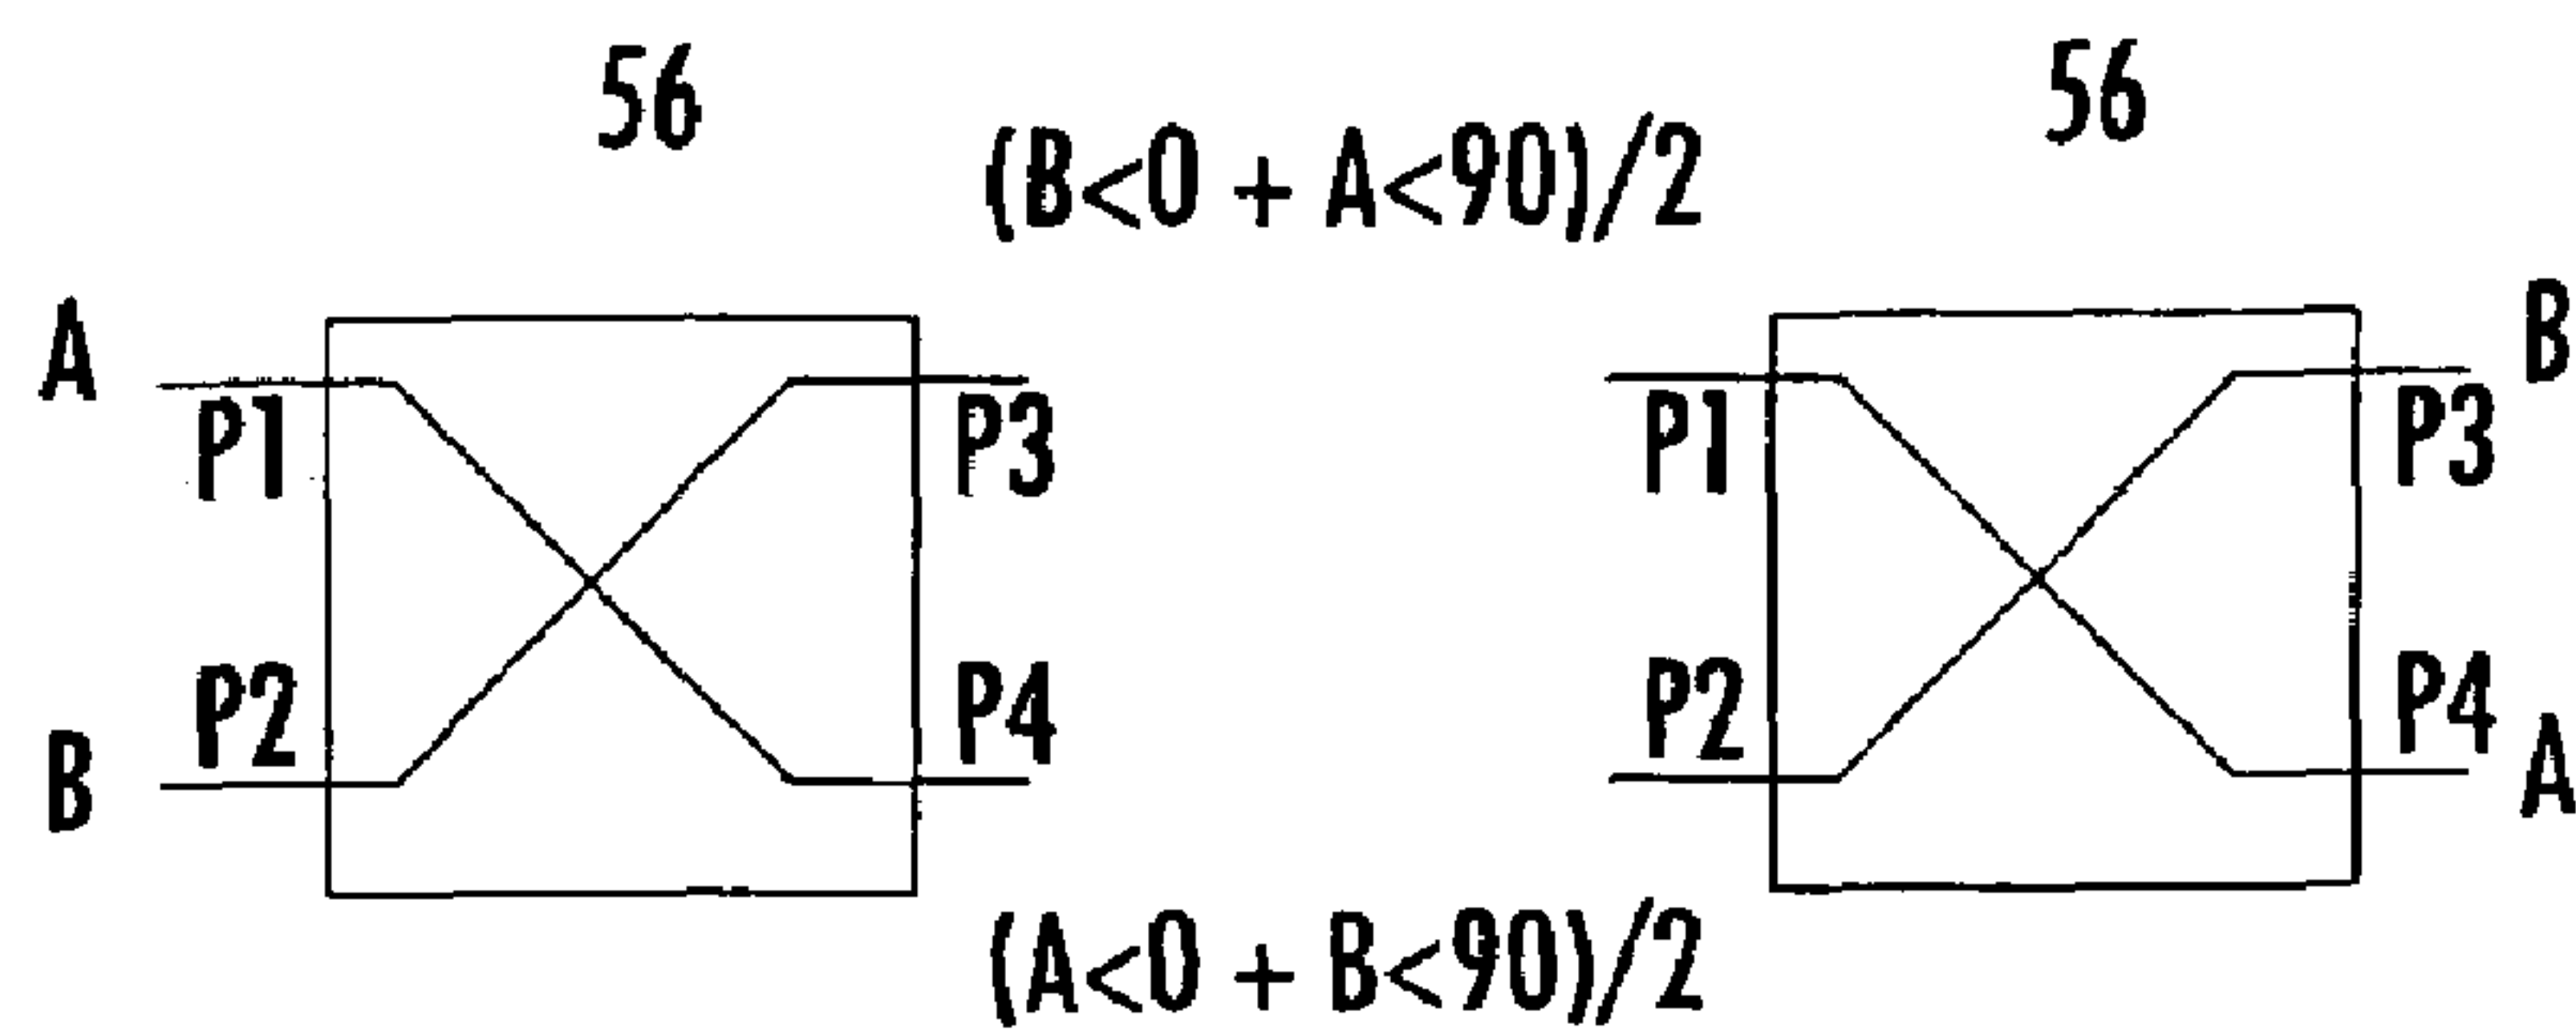 56 56
(B<0 + A<90)/2
A B
P1 P3 P1 P3
P2 P4 P2 P4
B A
(A<0 + B<90)/2